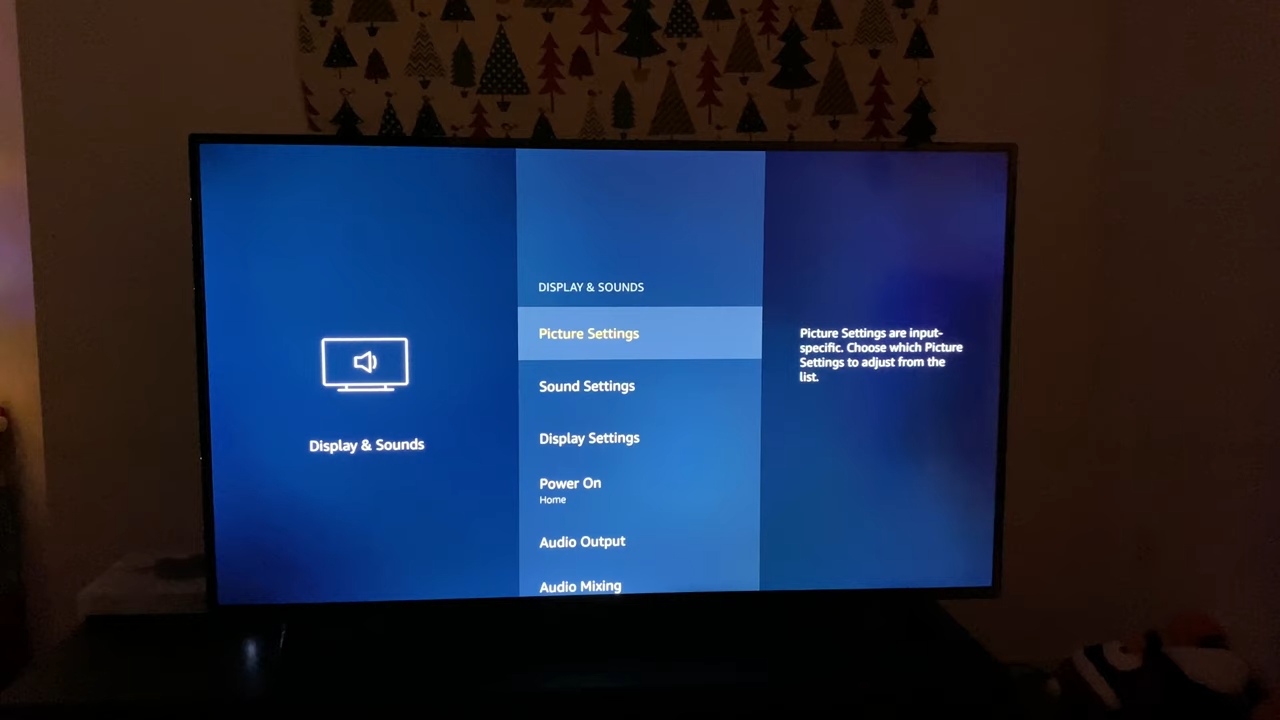 DISPLAY & SOUNDS
Picture Settings
Sound Settings
Display Settings
Power On
Home
Audio Output
Audio Mixing
Display & Sounds
Picture Settings are input-
specific. Choose which Picture
Settings to adjust from the
list.